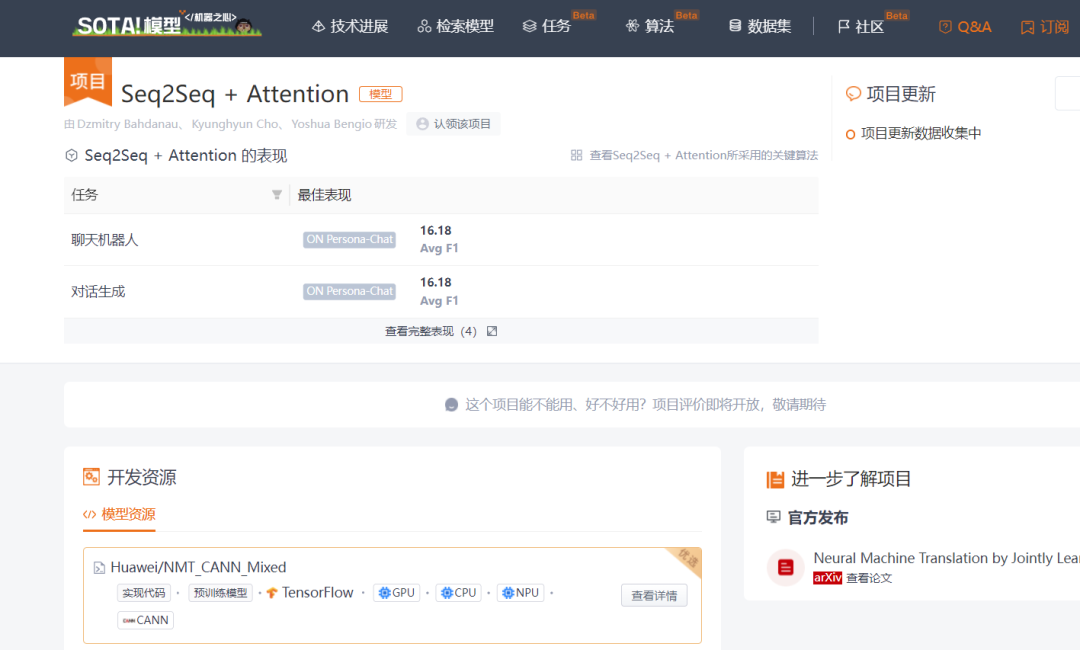 SOTA!模型 </机器之心>
技术进展 检索模型 任务 Beta 算法 Beta 数据集 社区 Beta Q&A 订阅
项目
Seq2Seq + Attention 模型
由 Dzmitry Bahdanau、 Kyunghyun Cho、 Yoshua Bengio 研发 认领该项目
Seq2Seq + Attention 的表现 查看Seq2Seq + Attention所采用的关键算法
任务 最佳表现
聊天机器人 ON Persona-Chat 16.18
Avg F1
对话生成 ON Persona-Chat 16.18
Avg F1
查看完整表现 (4)
项目更新
项目更新数据收集中
这个项目能不能用、好不好用？项目评价即将开放，敬请期待
开发资源
</> 模型资源
优选
Huawei/NMT_CANN_Mixed
实现代码 · 预训练模型 · TensorFlow · GPU · CPU · NPU ·
CANN
查看详情
进一步了解项目
官方发布
Neural Machine Translation by Jointly Lea
arXiv 查看论文